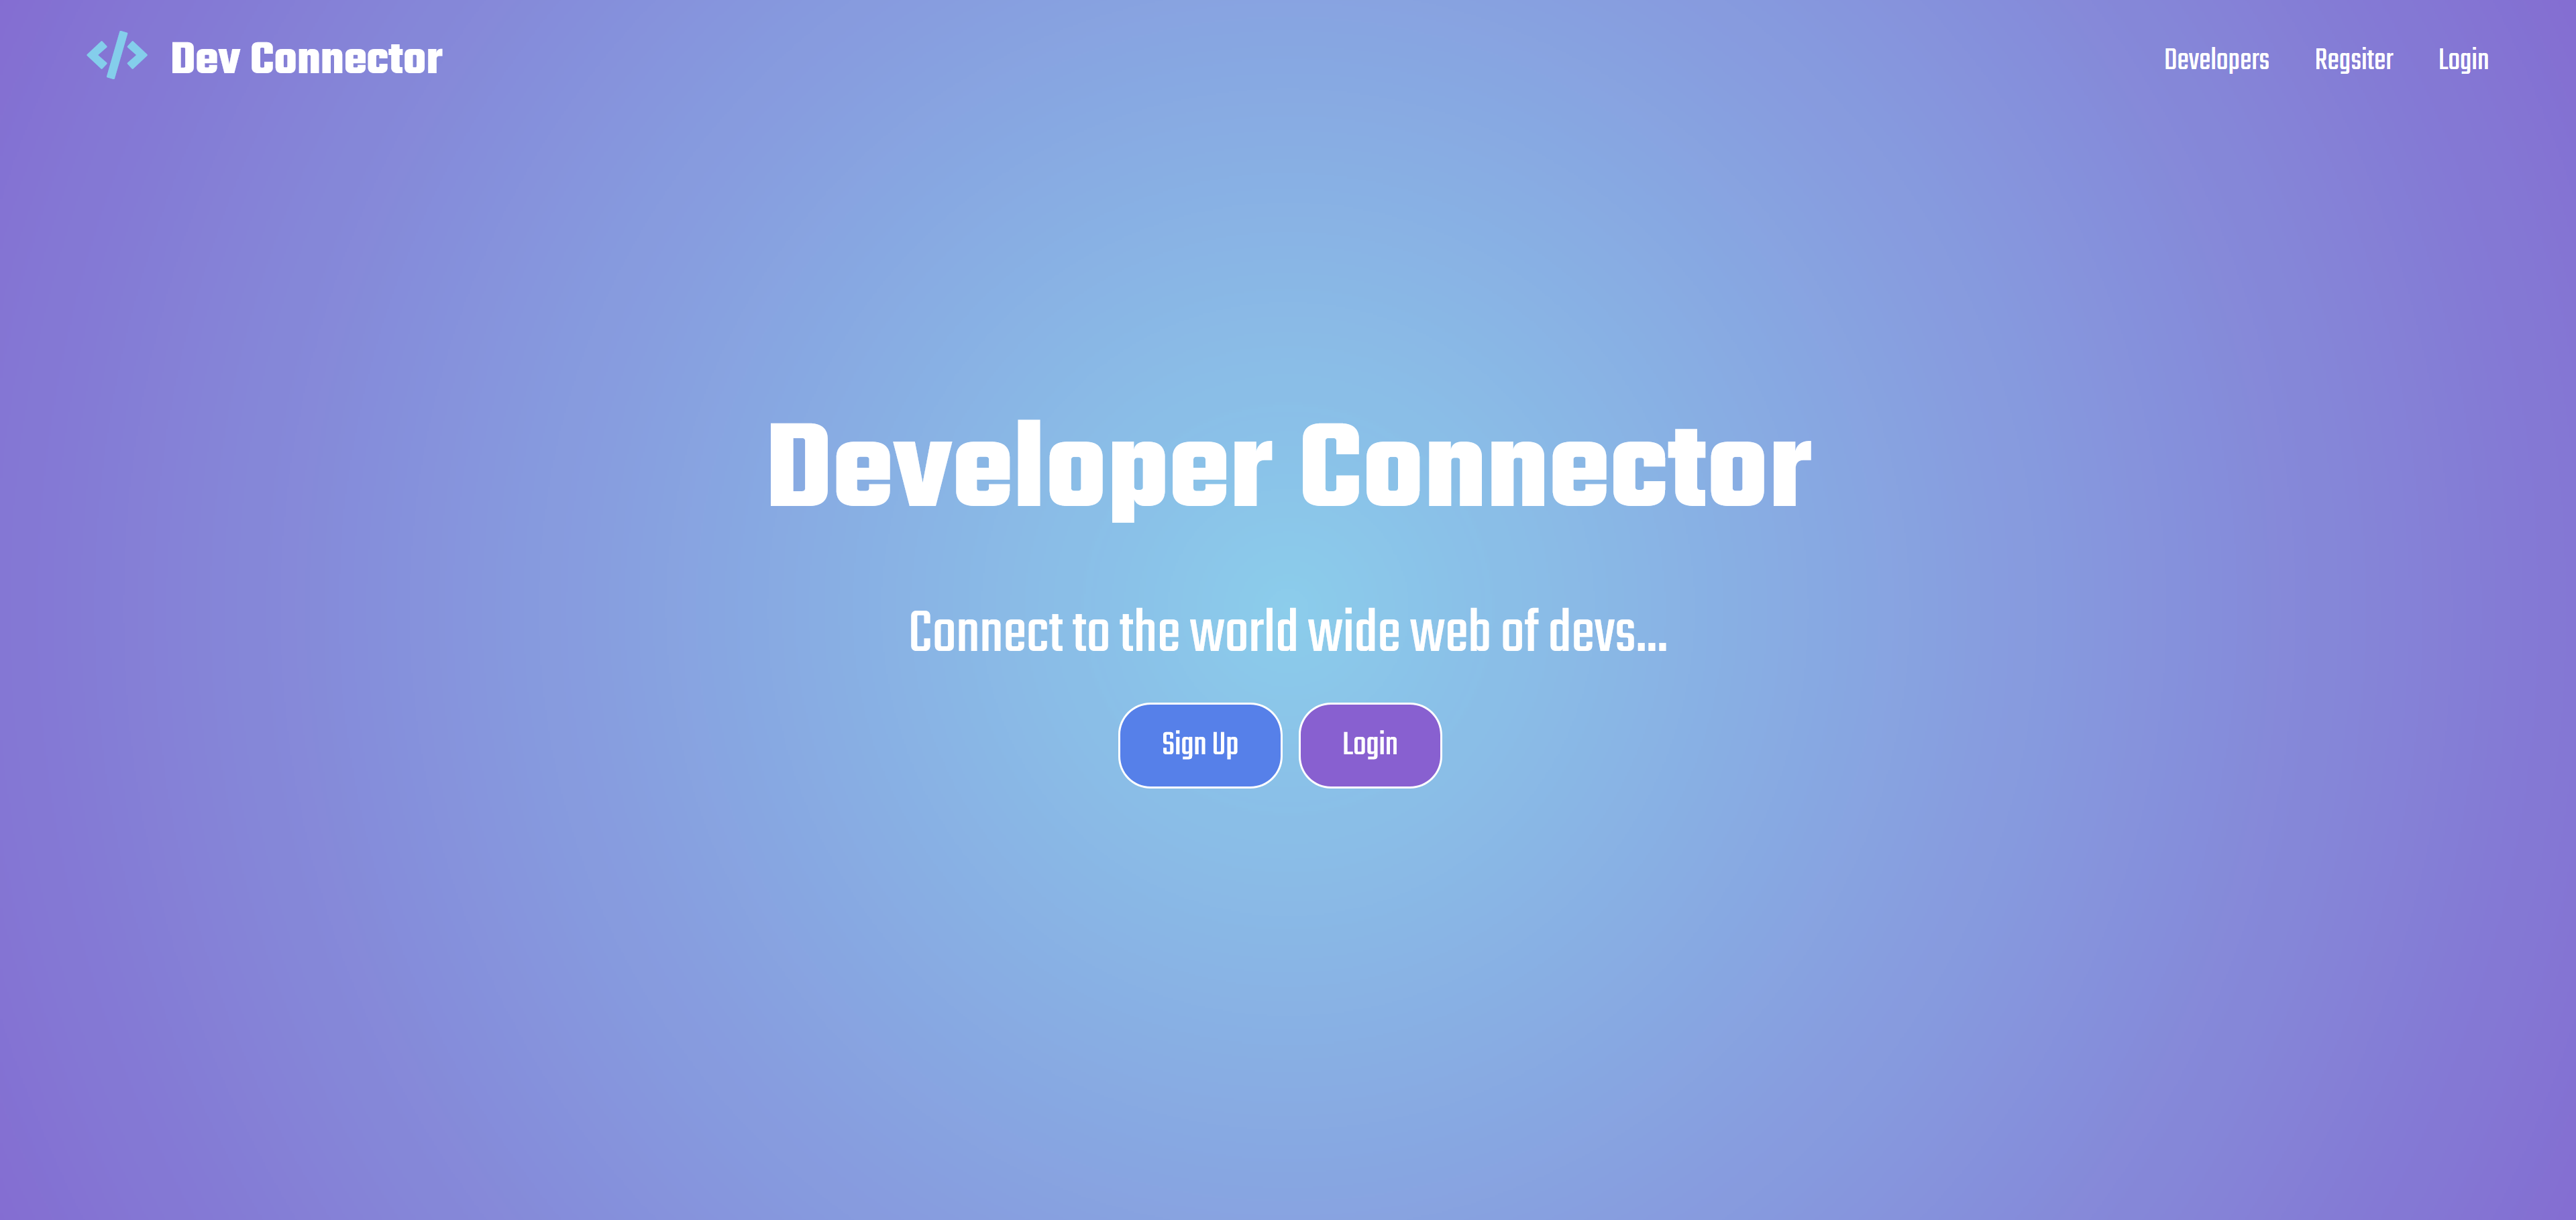 Dev Connector
Developers Regsiter Login
Developer Connector
Connect to the world wide web of devs...
Sign Up Login